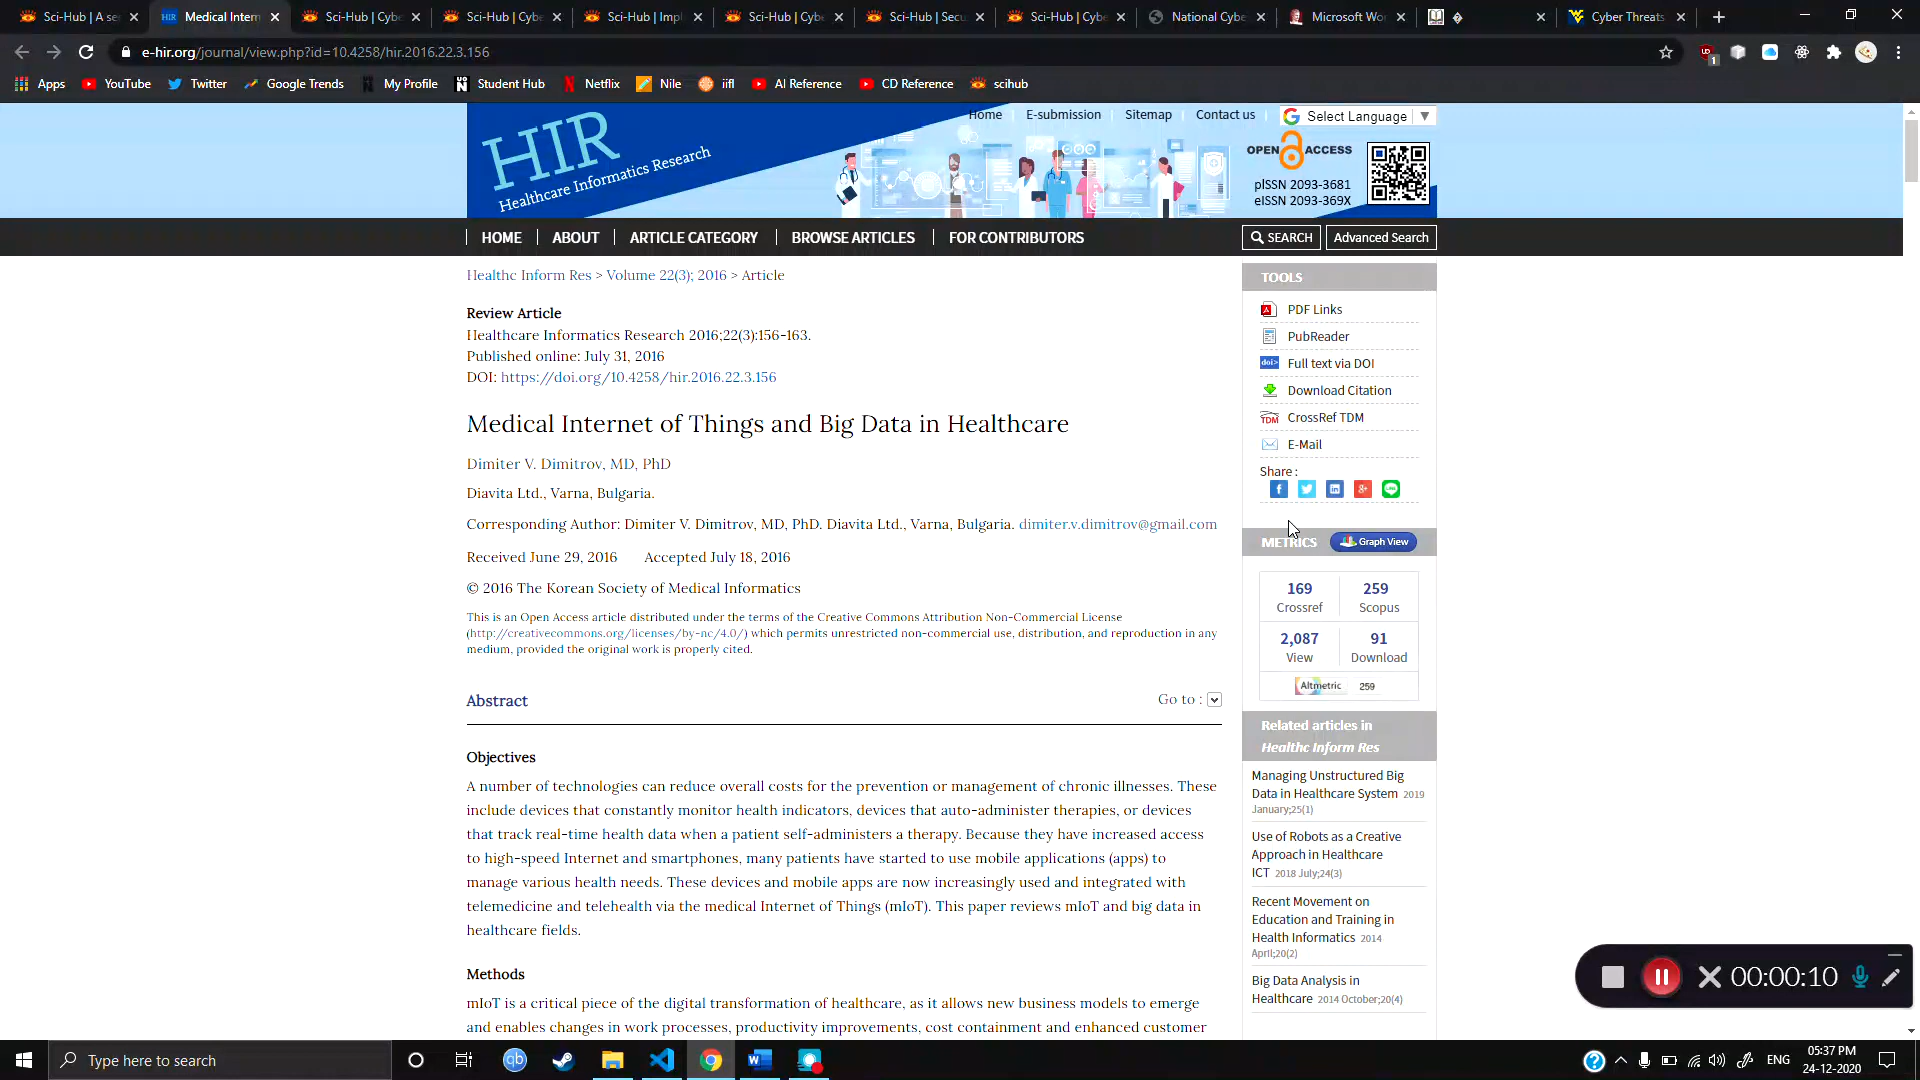 Sci-Hub | A se
Medical Intern
Sci-Hub | Cybe
Sci-Hub | Cybe
Sci-Hub | Impl
Sci-Hub | Cybe
Sci-Hub | Secu
Sci-Hub | Cybe
National Cybe
Microsoft Wor
�
Cyber Threats
e-hir.org/journal/view.php?id=10.4258/hir.2016.22.3.156
Apps YouTube Twitter Google Trends My Profile Student Hub Netflix Nile iifl AI Reference CD Reference scihub
Home E-submission Sitemap Contact us Select Language ▼
HIR
Healthcare Informatics Research
OPEN ACCESS
pISSN 2093-3681
eISSN 2093-369X
HOME ABOUT ARTICLE CATEGORY BROWSE ARTICLES FOR CONTRIBUTORS SEARCH Advanced Search
Healthc Inform Res > Volume 22(3); 2016 > Article
Review Article
Healthcare Informatics Research 2016;22(3):156-163.
Published online: July 31, 2016
DOI: https://doi.org/10.4258/hir.2016.22.3.156
Medical Internet of Things and Big Data in Healthcare
Dimiter V. Dimitrov, MD, PhD
Diavita Ltd., Varna, Bulgaria.
Corresponding Author: Dimiter V. Dimitrov, MD, PhD. Diavita Ltd., Varna, Bulgaria. dimiter.v.dimitrov@gmail.com
Received June 29, 2016 Accepted July 18, 2016
© 2016 The Korean Society of Medical Informatics
This is an Open Access article distributed under the terms of the Creative Commons Attribution Non-Commercial License
(http://creativecommons.org/licenses/by-nc/4.0/) which permits unrestricted non-commercial use, distribution, and reproduction in any
medium, provided the original work is properly cited.
Abstract Go to :
Objectives
A number of technologies can reduce overall costs for the prevention or management of chronic illnesses. These
include devices that constantly monitor health indicators, devices that auto-administer therapies, or devices
that track real-time health data when a patient self-administers a therapy. Because they have increased access
to high-speed Internet and smartphones, many patients have started to use mobile applications (apps) to
manage various health needs. These devices and mobile apps are now increasingly used and integrated with
telemedicine and telehealth via the medical Internet of Things (mIoT). This paper reviews mIoT and big data in
healthcare fields.
Methods
mIoT is a critical piece of the digital transformation of healthcare, as it allows new business models to emerge
and enables changes in work processes, productivity improvements, cost containment and enhanced customer
TOOLS
PDF Links
PubReader
doi> Full text via DOI
Download Citation
TDM CrossRef TDM
E-Mail
Share :
METRICS Graph View
169 259
Crossref Scopus
2,087 91
View Download
Altmetric 259
Related articles in
Healthc Inform Res
Managing Unstructured Big
Data in Healthcare System 2019
January;25(1)
Use of Robots as a Creative
Approach in Healthcare
ICT 2018 July;24(3)
Recent Movement on
Education and Training in
Health Informatics 2014
April;20(2)
Big Data Analysis in
Healthcare 2014 October;20(4)
00:00:10
Type here to search
ENG
05:37 PM
24-12-2020